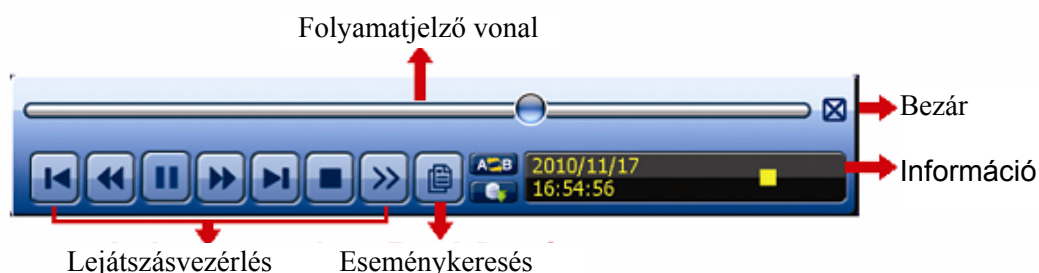 Folyamatjelző vonal
Bezár
A B
2010/11/17
16:54:56
Információ
Lejátszásvezérlés
Eseménykeresés